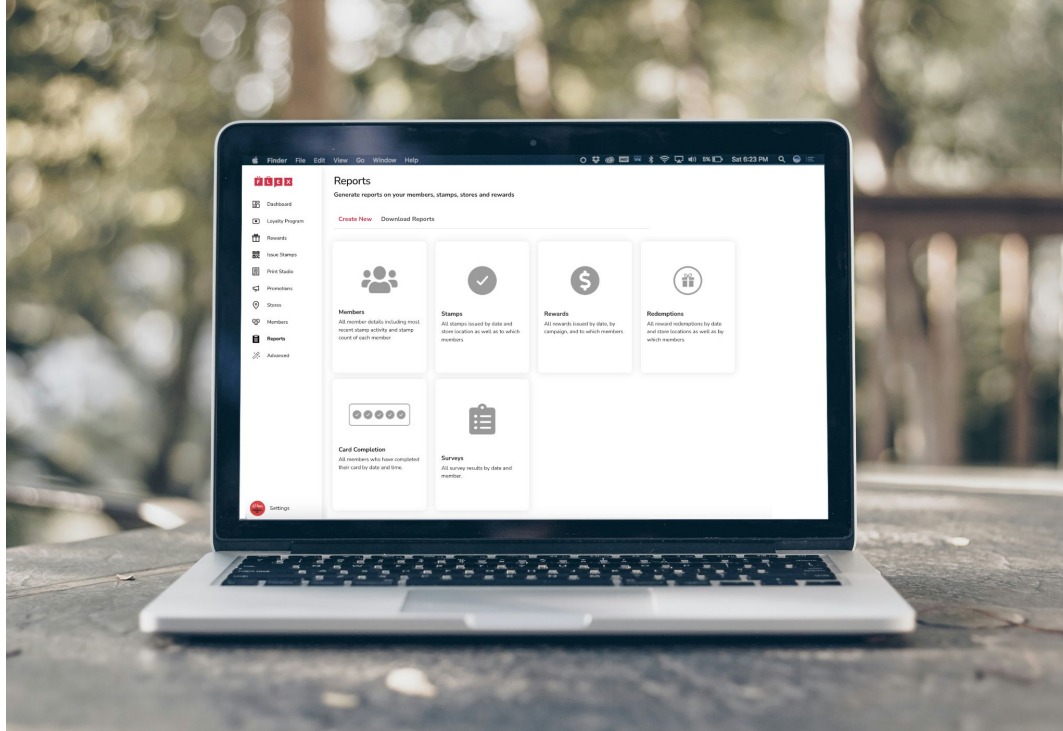 Finder File Edit View Go Window Help
5% Sat 6:23 PM
FLEX
Dashboard
Loyalty Program
Rewards
Issue Stamps
Print Studio
Promotions
Stores
Members
Reports
Advanced
Settings
Reports
Generate reports on your members, stamps, stores and rewards
Create New Download Reports
Members
All member details including most
recent stamp activity and stamp
count of each member
Stamps
All stamps issued by date and
store location as well as to which
members
Rewards
All rewards issued by date, by
campaign, and to which members
Redemptions
All reward redemptions by date
and store locations as well as by
which members
Card Completion
All members who have completed
their card by date and time.
Surveys
All survey results by date and
member.